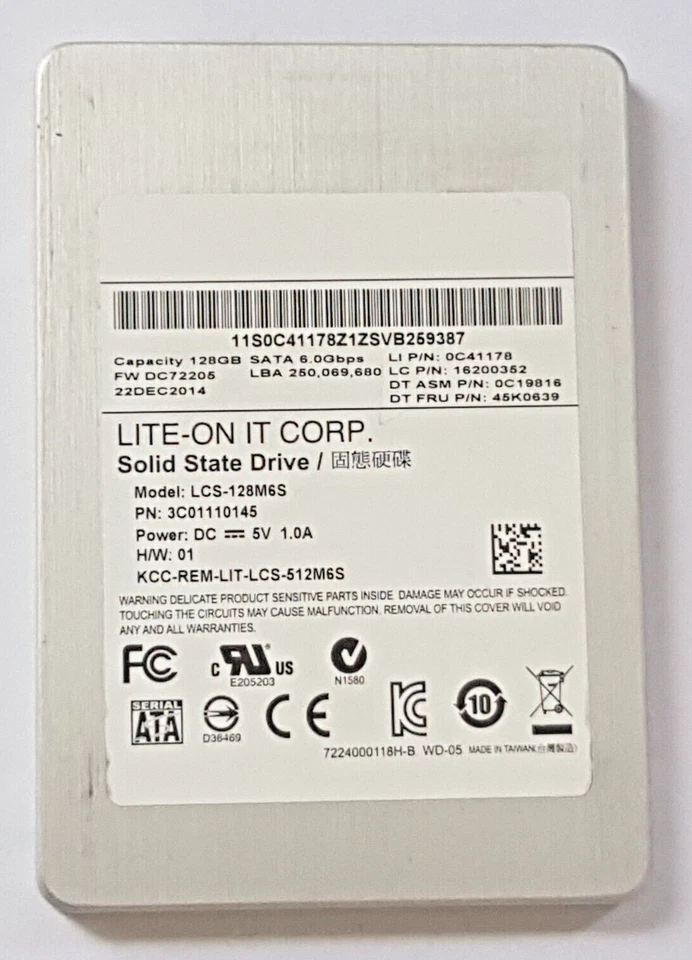 11S0C41178Z1ZSVB259387
Capacity 128GB SATA 6.0Gbps LI P/N: 0C41178
FW DC72205 LBA 250,069,680 LC P/N: 16200352
22DEC2014 DT ASM P/N: 0C19816
DT FRU P/N: 45K0639
LITE-ON IT CORP.
Solid State Drive / 固態硬碟
Model: LCS-128M6S
PN: 3C01110145
Power: DC ⎓ 5V 1.0A
H/W: 01
KCC-REM-LIT-LCS-512M6S
WARNING DELICATE PRODUCT SENSITIVE PARTS INSIDE DAMAGE MAY OCCUR IF SHOCKED.
TOUCHING THE CIRCUITS MAY CAUSE MALFUNCTION, REMOVAL OF THIS COVER WILL VOID
ANY AND ALL WARRANTIES.
FC c RU US
E205203 N1580
SERIAL
ATA CE KC 10
D36469
7224000118H-B WD-05 MADE IN TAIWAN(台灣製造)